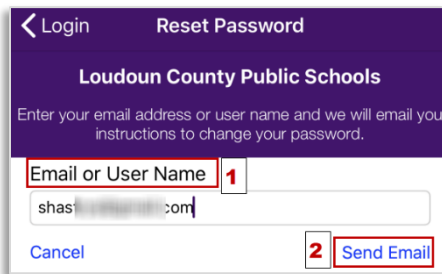 Login Reset Password
Loudoun County Public Schools
Enter your email address or user name and we will email you
instructions to change your password.
Email or User Name 1
Cancel 2 Send Email